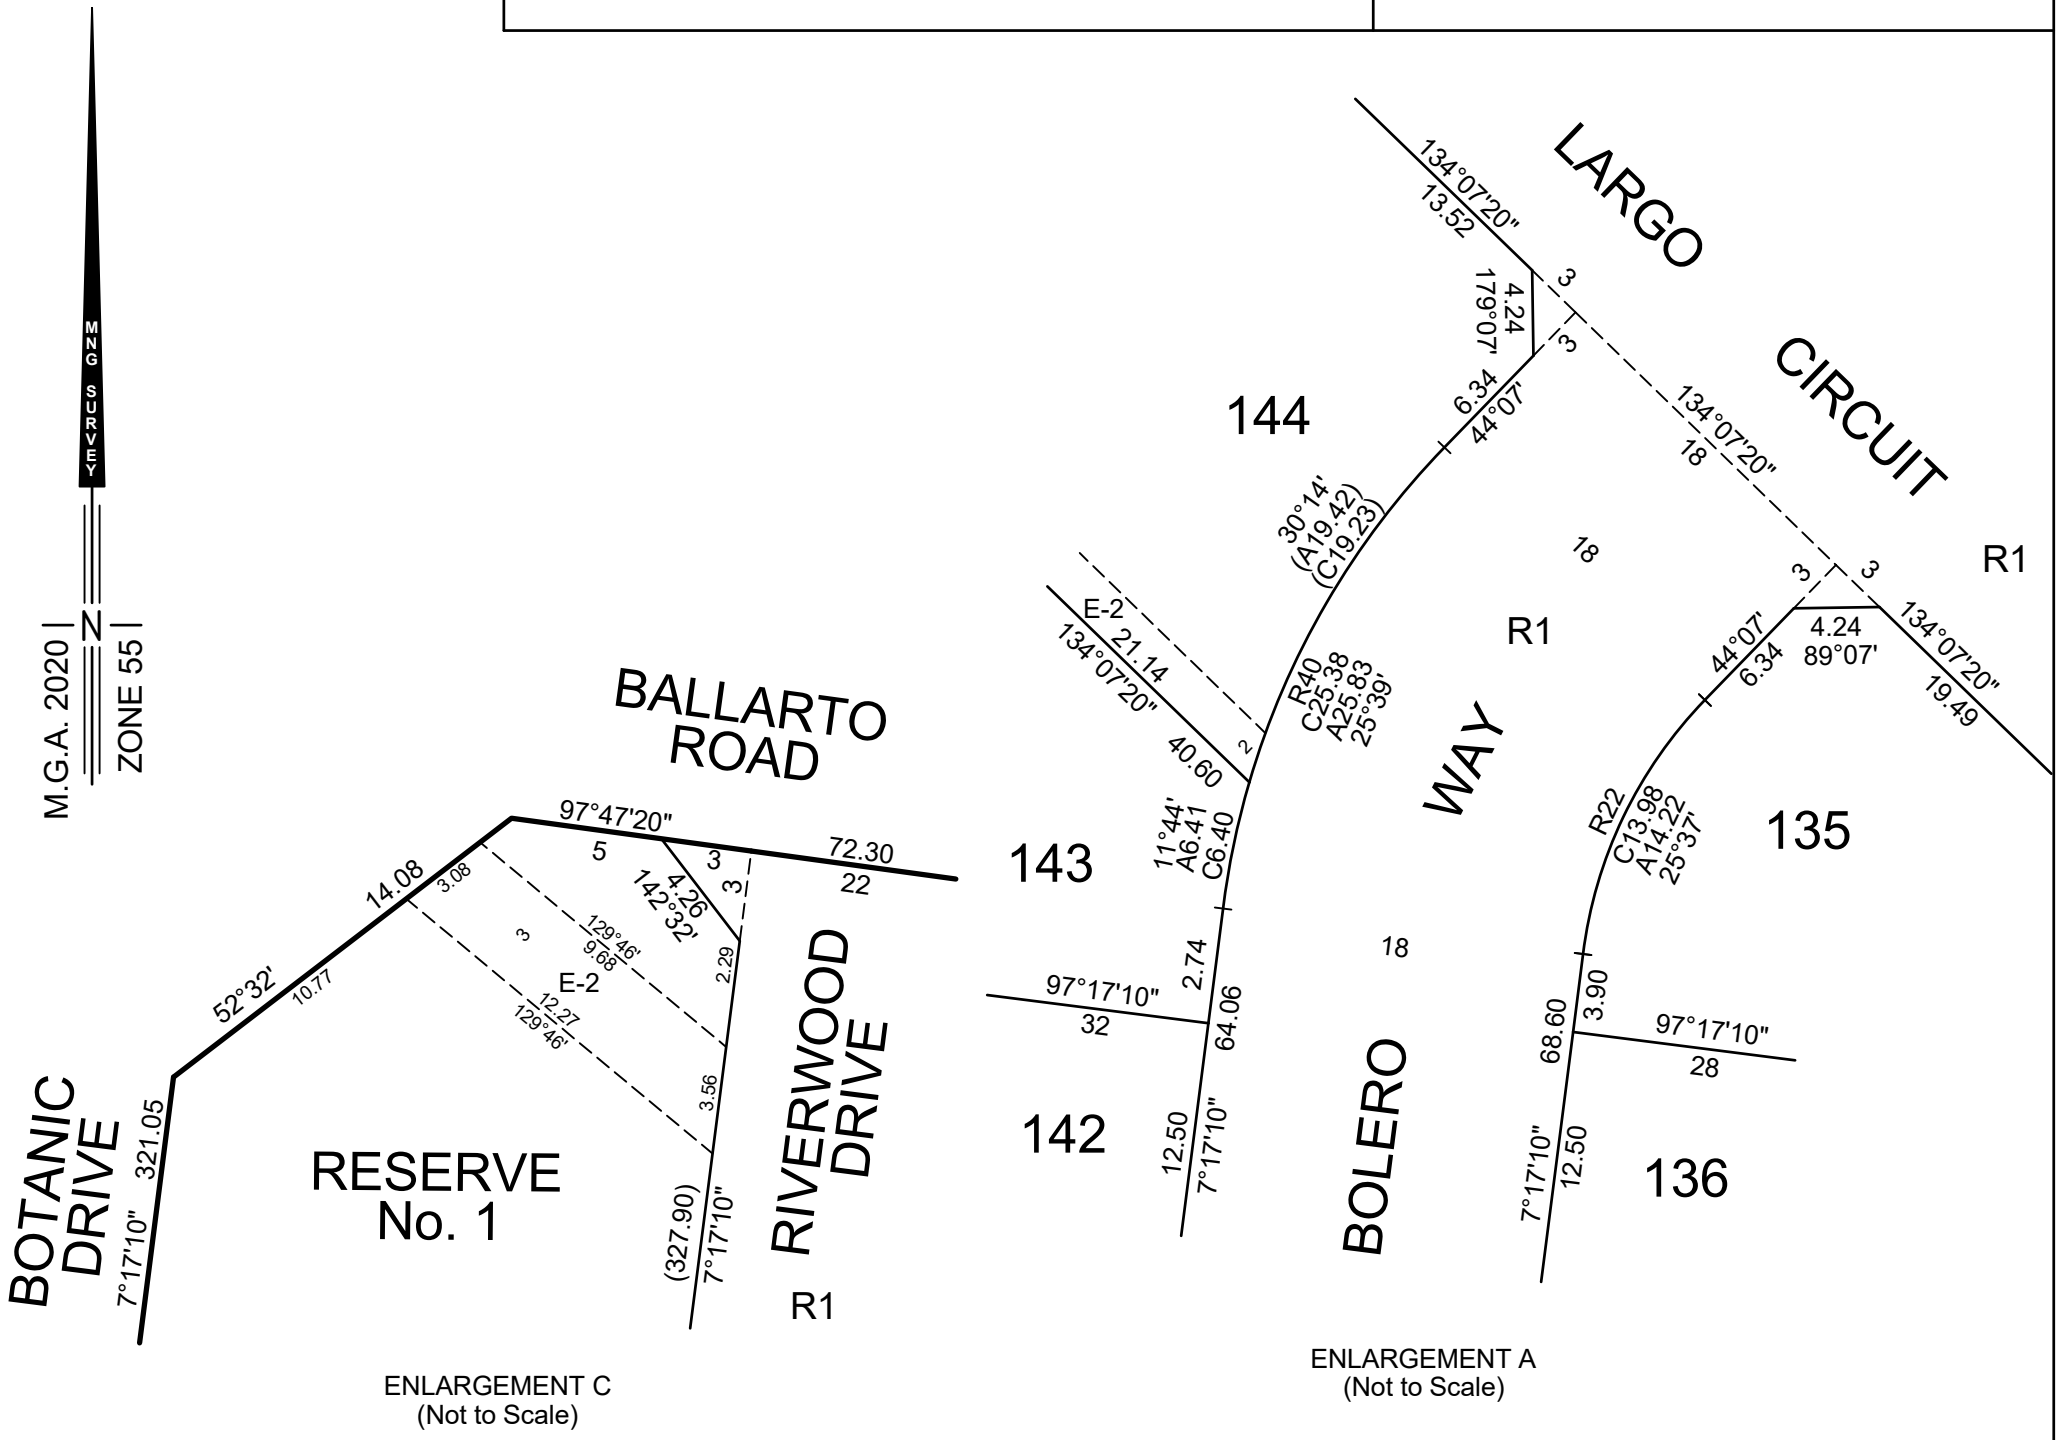 MNG SURVEY
N
M.G.A. 2020
ZONE 55
BALLARTO
ROAD
97°47'20"
5
3
72.30
22
3
4.26
142°32'
14.08
3.08
52°32'
10.77
3
129°46'
9.68
E-2
12.27
129°46'
2.29
3.56
BOTANIC
DRIVE
321.05
7°17'10"
RESERVE
No. 1
(327.90)
7°17'10"
RIVERWOOD
DRIVE
R1
ENLARGEMENT C
(Not to Scale)
LARGO
CIRCUIT
134°07'20"
13.52
3
4.24
179°07'
3
6.34
44°07'
144
134°07'20"
18
30°14'
(A19.42)
(C19.23)
18
R1
R1
3
3
44°07'
6.34
4.24
89°07'
134°07'20"
19.49
E-2
21.14
134°07'20"
40.60
2
R40
C25.38
A25.83
25°39'
WAY
R22
C13.98
A14.22
25°37'
135
143
11°44'
A6.41
C6.40
18
2.74
97°17'10"
32
64.06
3.90
68.60
97°17'10"
28
142
12.50
7°17'10"
BOLERO
7°17'10"
12.50
136
ENLARGEMENT A
(Not to Scale)